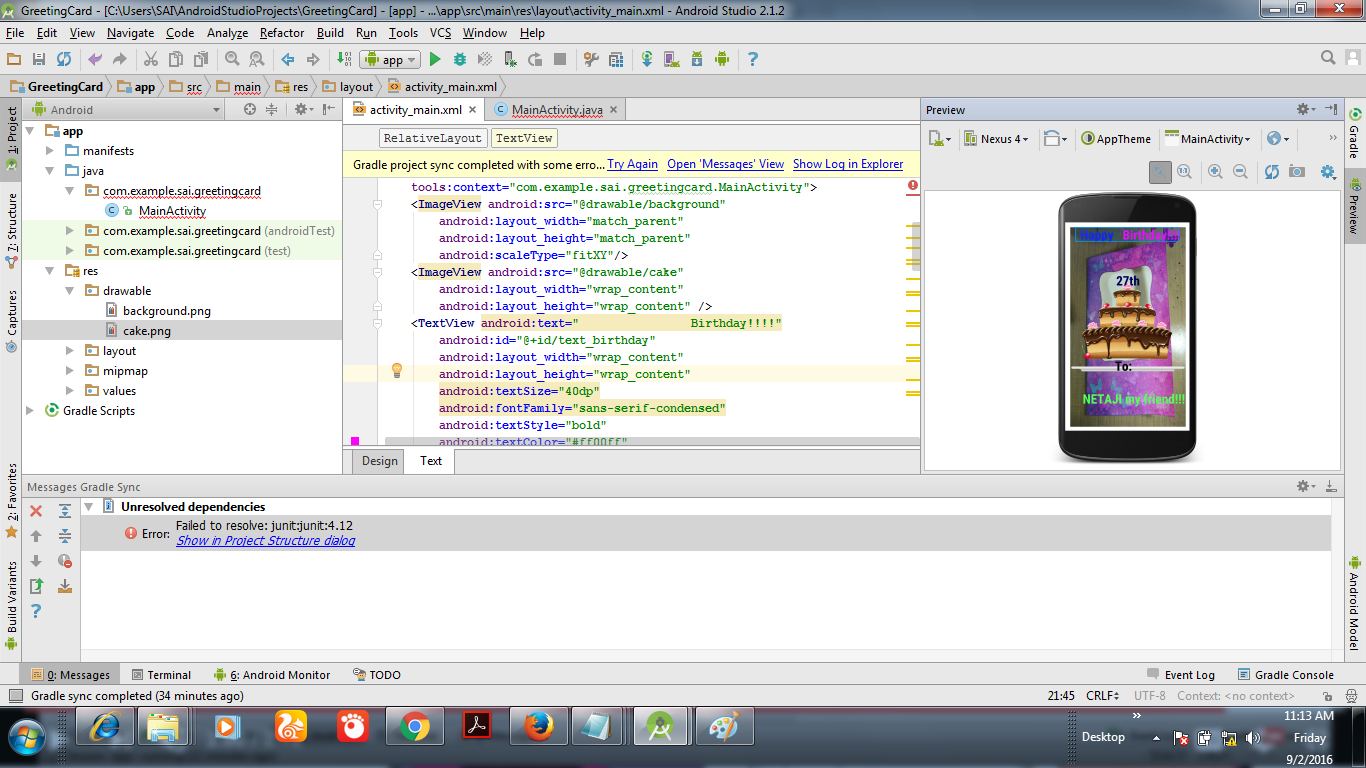 GreetingCard - [C:\Users\SAI\AndroidStudioProjects\GreetingCard] - [app] - ...\app\src\main\res\layout\activity_main.xml - Android Studio 2.1.2
File Edit View Navigate Code Analyze Refactor Build Run Tools VCS Window Help
app
GreetingCard app src main res layout activity_main.xml
1: Project
7: Structure
Captures
2: Favorites
Build Variants
Android
app
manifests
java
com.example.sai.greetingcard
MainActivity
com.example.sai.greetingcard (androidTest)
com.example.sai.greetingcard (test)
res
drawable
background.png
cake.png
layout
mipmap
values
Gradle Scripts
activity_main.xml MainActivity.java
RelativeLayout TextView
Gradle project sync completed with some erro... Try Again Open 'Messages' View Show Log in Explorer
tools:context="com.example.sai.greetingcard.MainActivity">
<ImageView android:src="@drawable/background"
android:layout_width="match_parent"
android:layout_height="match_parent"
android:scaleType="fitXY"/>
<ImageView android:src="@drawable/cake"
android:layout_width="wrap_content"
android:layout_height="wrap_content" />
<TextView android:text="                Birthday!!!!"
android:id="@+id/text_birthday"
android:layout_width="wrap_content"
android:layout_height="wrap_content"
android:textSize="40dp"
android:fontFamily="sans-serif-condensed"
android:textStyle="bold"
android:textColor="#ff00ff"
Design Text
Preview
Nexus 4 AppTheme MainActivity
Happy Birthday!!!
27th
To:
NETAJI my friend!!!
Gradle
Preview
Android Model
Messages Gradle Sync
Unresolved dependencies
Error: Failed to resolve: junit:junit:4.12
Show in Project Structure dialog
0: Messages Terminal 6: Android Monitor TODO Event Log Gradle Console
Gradle sync completed (34 minutes ago) 21:45 CRLF UTF-8 Context: <no context>
Desktop
11:13 AM
Friday
9/2/2016